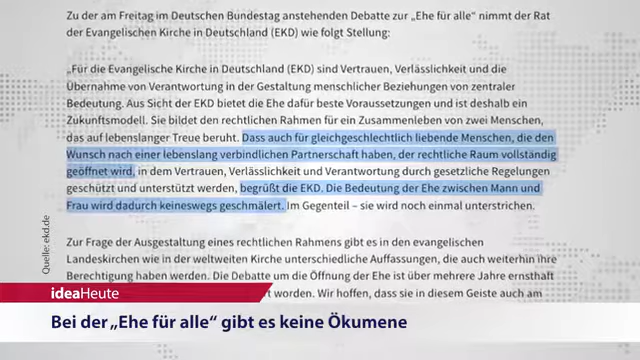 Zu der am Freitag im Deutschen Bundestag anstehenden Debatte zur „Ehe für alle“ nimmt der Rat
der Evangelischen Kirche in Deutschland (EKD) wie folgt Stellung:
„Für die Evangelische Kirche in Deutschland (EKD) sind Vertrauen, Verlässlichkeit und die
Übernahme von Verantwortung in der Gestaltung menschlicher Beziehungen von zentraler
Bedeutung. Aus Sicht der EKD bietet die Ehe dafür beste Voraussetzungen und ist deshalb ein
Zukunftsmodell. Sie bildet den rechtlichen Rahmen für ein Zusammenleben von zwei Menschen,
das auf lebenslanger Treue beruht. Dass auch für gleichgeschlechtlich liebende Menschen, die den
Wunsch nach einer lebenslang verbindlichen Partnerschaft haben, der rechtliche Raum vollständig
geöffnet wird, in dem Vertrauen, Verlässlichkeit und Verantwortung durch gesetzliche Regelungen
geschützt und unterstützt werden, begrüßt die EKD. Die Bedeutung der Ehe zwischen Mann und
Frau wird dadurch keineswegs geschmälert. Im Gegenteil – sie wird noch einmal unterstrichen.
Zur Frage der Ausgestaltung eines rechtlichen Rahmens gibt es in den evangelischen
Landeskirchen wie in der weltweiten Kirche unterschiedliche Auffassungen, die auch weiterhin ihre
Berechtigung haben werden. Die Debatte um die Öffnung der Ehe ist über mehrere Jahre ernsthaft
worden. Wir hoffen, dass sie in diesem Geiste auch am
Quelle: ekd.de
ideaHeute
Bei der „Ehe für alle“ gibt es keine Ökumene